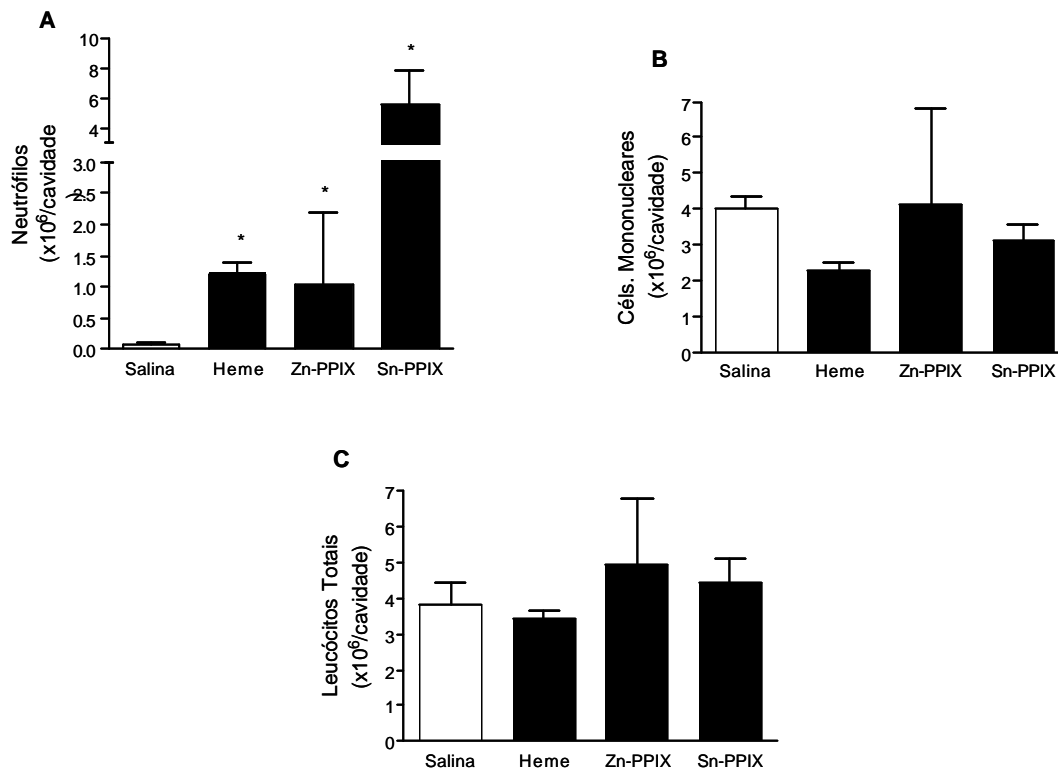 A
10
8
6
4
3.0
2.5
2.0
1.5
1.0
0.5
0.0
Neutrófilos
(x10⁶/cavidade
)
*
*
*
Salina Heme Zn-PPIX Sn-PPIX
B
7
6
5
4
3
2
1
0
Céls. Mononucleares
(x10⁶/cavidade)
Salina Heme Zn-PPIX Sn-PPIX
C
7
6
5
4
3
2
1
0
Leucócitos Totais
(x10⁶/cavidade)
Salina Heme Zn-PPIX Sn-PPIX